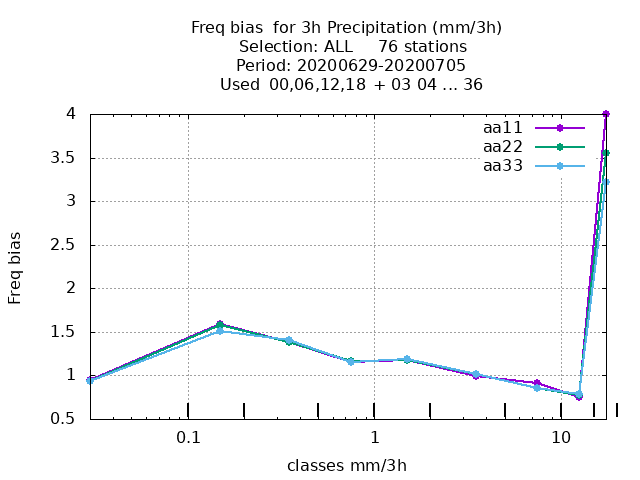 Freq bias  for 3h Precipitation (mm/3h)
Selection: ALL     76 stations
Period: 20200629-20200705
Used  00,06,12,18  + 03 04 ... 36
4
aa11
aa22
aa33
3.5
3
2.5
2
1.5
1
0.5
Freq bias
0.1
1
10
classes mm/3h